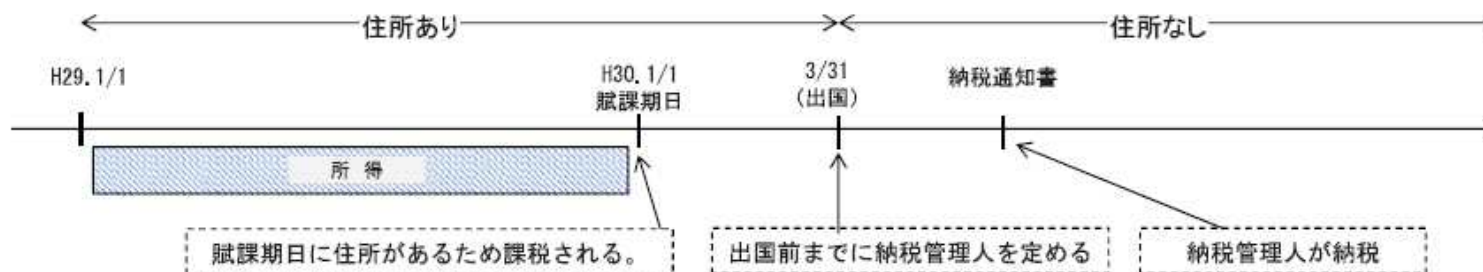 住所あり
住所なし
H29. 1/1
H30. 1/1
賦課期日
3/31
(出国)
納税通知書
所 得
賦課期日に住所があるため課税される。
出国前までに納税管理人を定める
納税管理人が納税